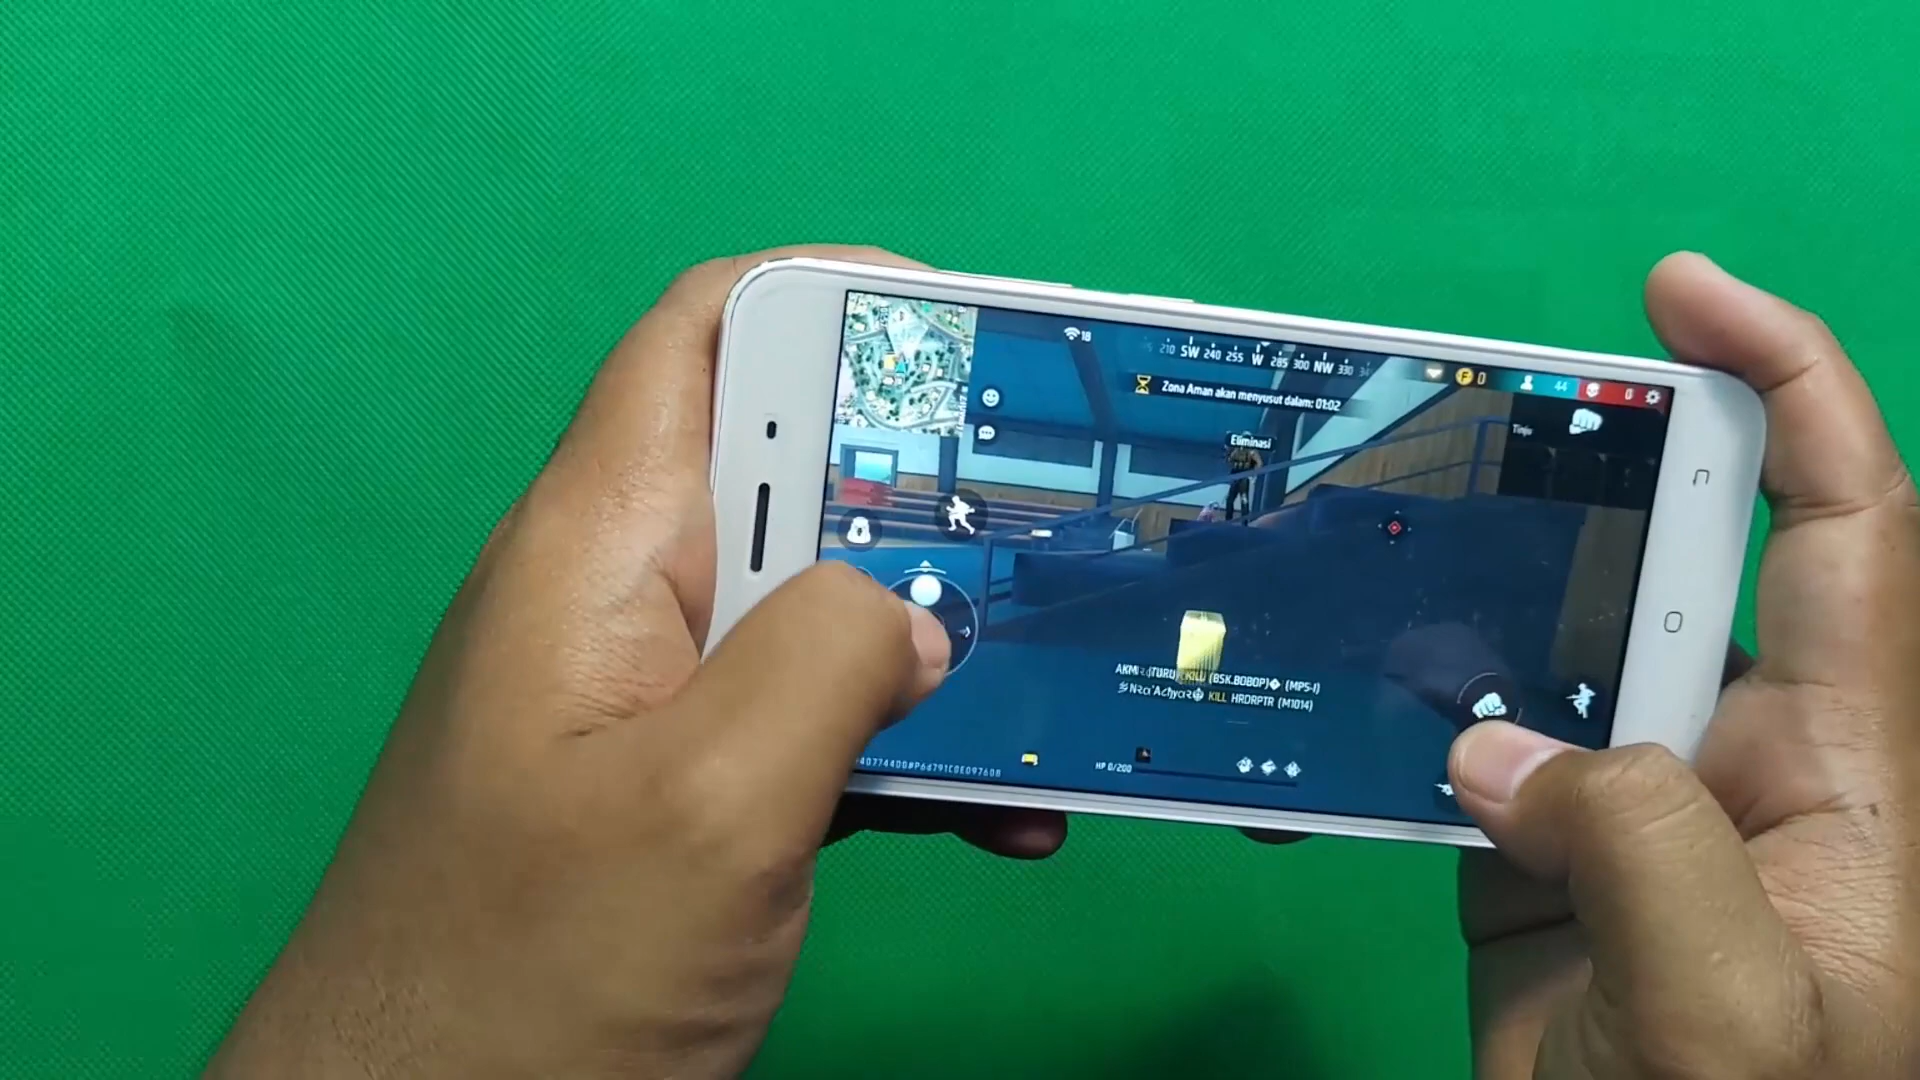 18
210 SW 240 255 W 285 300 NW 330
F 0
44
0
Zona Aman akan menyusut dalam: 01:02
Tinju
Eliminasi
KILL (BSK.BOBOP) (MP5-I)
KILL HRDRPTR (M1014)
HP 0/200